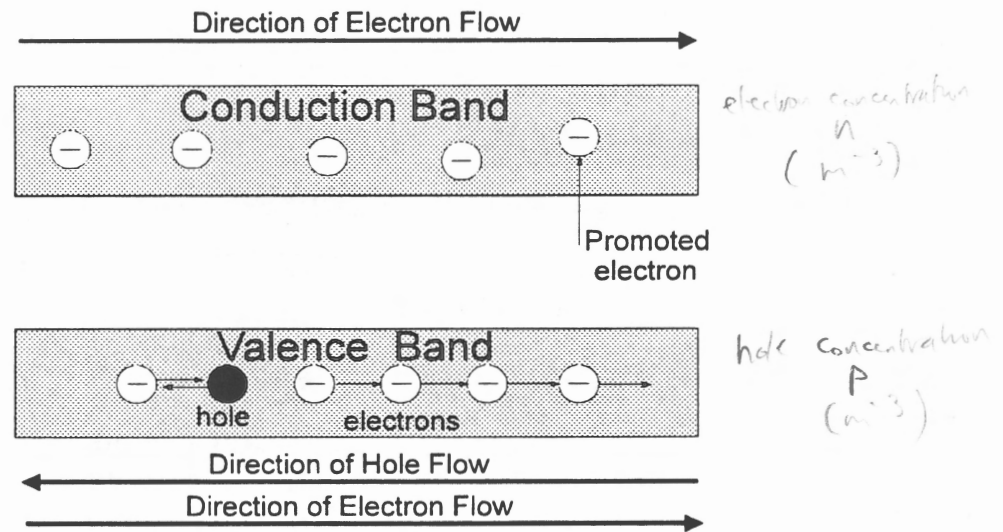 Direction of Electron Flow
Conduction Band
electron concentration
n
(m⁻³)
−
−
−
−
−
Promoted
electron
Valence Band
hole concentration
p
(m⁻³)
−
−
−
−
−
hole
electrons
Direction of Hole Flow
Direction of Electron Flow